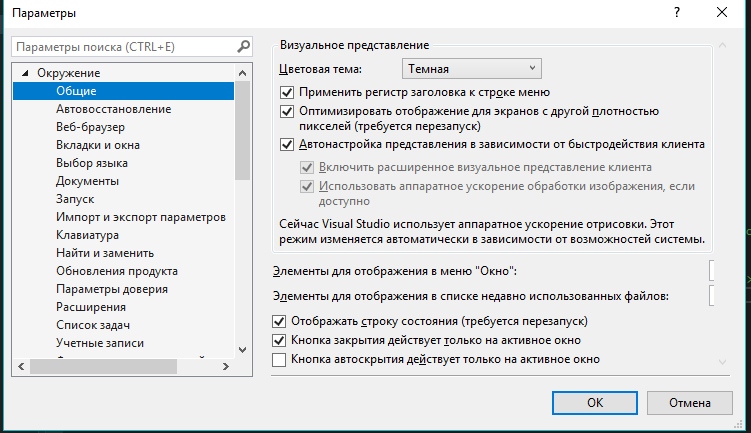 Параметры
?
Параметры поиска (CTRL+E)
Окружение
Общие
Автовосстановление
Веб-браузер
Вкладки и окна
Выбор языка
Документы
Запуск
Импорт и экспорт параметров
Клавиатура
Найти и заменить
Обновления продукта
Параметры доверия
Расширения
Список задач
Учетные записи
Визуальное представление
Цветовая тема:
Темная
Применить регистр заголовка к строке меню
Оптимизировать отображение для экранов с другой плотностью
пикселей (требуется перезапуск)
Автонастройка представления в зависимости от быстродействия клиента
Включить расширенное визуальное представление клиента
Использовать аппаратное ускорение обработки изображения, если
доступно
Сейчас Visual Studio использует аппаратное ускорение отрисовки. Этот
режим изменяется автоматически в зависимости от возможностей системы.
Элементы для отображения в меню "Окно":
Элементы для отображения в списке недавно использованных файлов:
Отображать строку состояния (требуется перезапуск)
Кнопка закрытия действует только на активное окно
Кнопка автоскрытия действует только на активное окно
ОК
Отмена